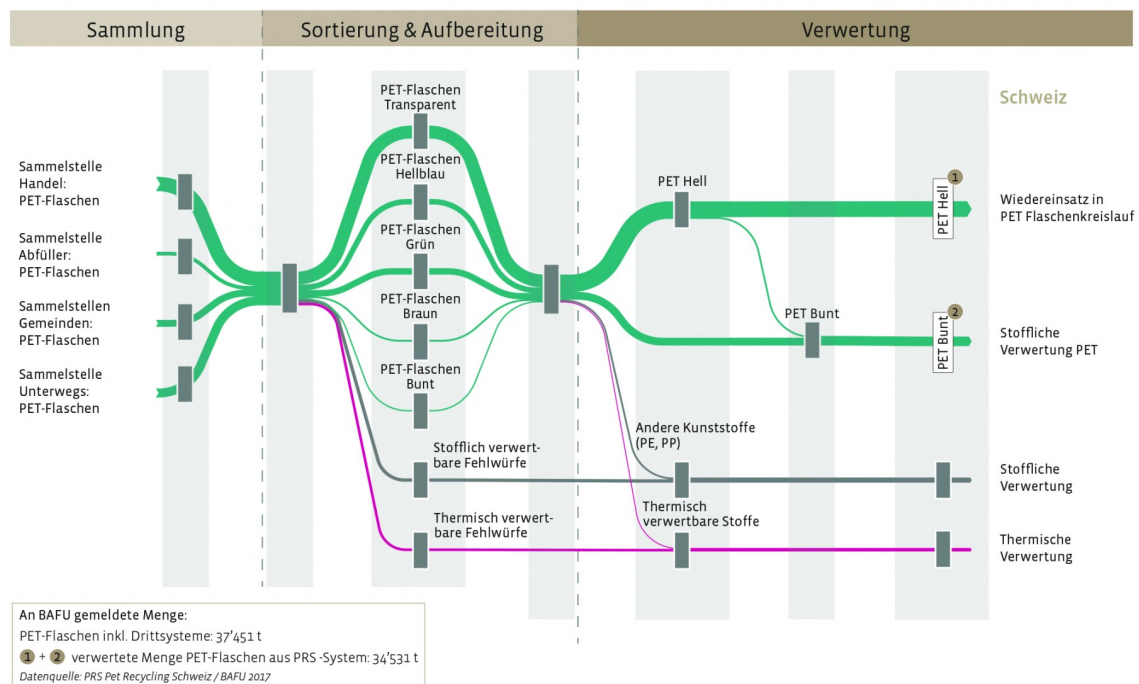 Sammlung
Sortierung & Aufbereitung
Verwertung
Schweiz
Sammelstelle
Handel:
PET-Flaschen
Sammelstelle
Abfüller:
PET-Flaschen
Sammelstellen
Gemeinden:
PET-Flaschen
Sammelstelle
Unterwegs:
PET-Flaschen
PET-Flaschen
Transparent
PET-Flaschen
Hellblau
PET-Flaschen
Grün
PET-Flaschen
Braun
PET-Flaschen
Bunt
Stofflich verwert-
bare Fehlwürfe
Thermisch verwert-
bare Fehlwürfe
PET Hell
PET Bunt
Andere Kunststoffe
(PE, PP)
Thermisch
verwertbare Stoffe
1
PET Hell
2
PET Bunt
Wiedereinsatz in
PET Flaschenkreislauf
Stoffliche
Verwertung PET
Stoffliche
Verwertung
Thermische
Verwertung
An BAFU gemeldete Menge:
PET-Flaschen inkl. Drittsysteme: 37'451 t
1 + 2 verwertete Menge PET-Flaschen aus PRS -System: 34'531 t
Datenquelle: PRS Pet Recycling Schweiz / BAFU 2017